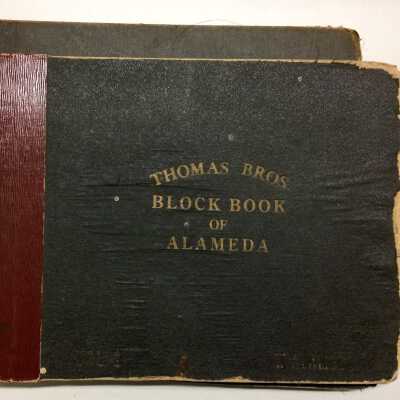 THOMAS BROS.
BLOCK BOOK
OF
ALAMEDA